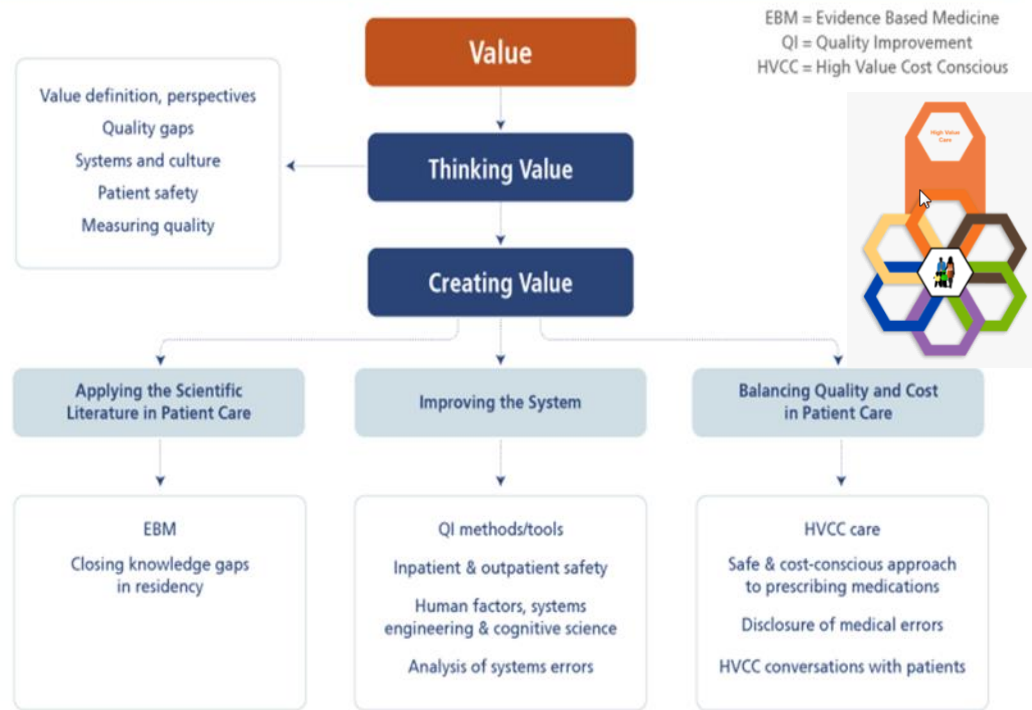 EBM = Evidence Based Medicine
QI = Quality Improvement
HVCC = High Value Cost Conscious
Value
Value definition, perspectives
Quality gaps
Systems and culture
Patient safety
Measuring quality
Thinking Value
High Value
Care
Creating Value
Applying the Scientific
Literature in Patient Care
Improving the System
Balancing Quality and Cost
in Patient Care
EBM
Closing knowledge gaps
in residency
QI methods/tools
Inpatient & outpatient safety
Human factors, systems
engineering & cognitive science
Analysis of systems errors
HVCC care
Safe & cost-conscious approach
to prescribing medications
Disclosure of medical errors
HVCC conversations with patients